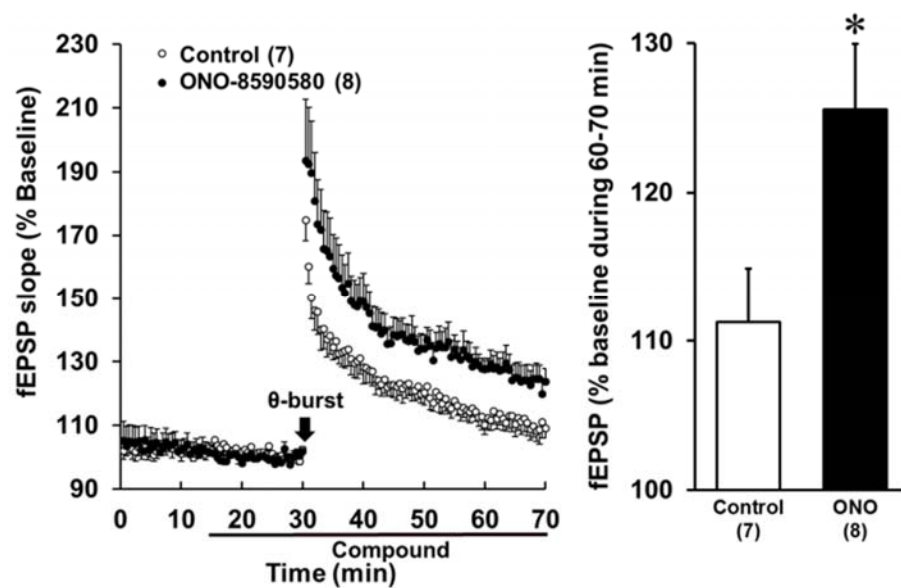 fEPSP slope (% Baseline)
230
210
190
170
150
130
110
90
Control (7)
ONO-8590580 (8)
θ-burst
0 10 20 30 40 50 60 70
Compound
Time (min)
fEPSP (% baseline during 60-70 min)
130
120
110
100
*
Control
(7)
ONO
(8)